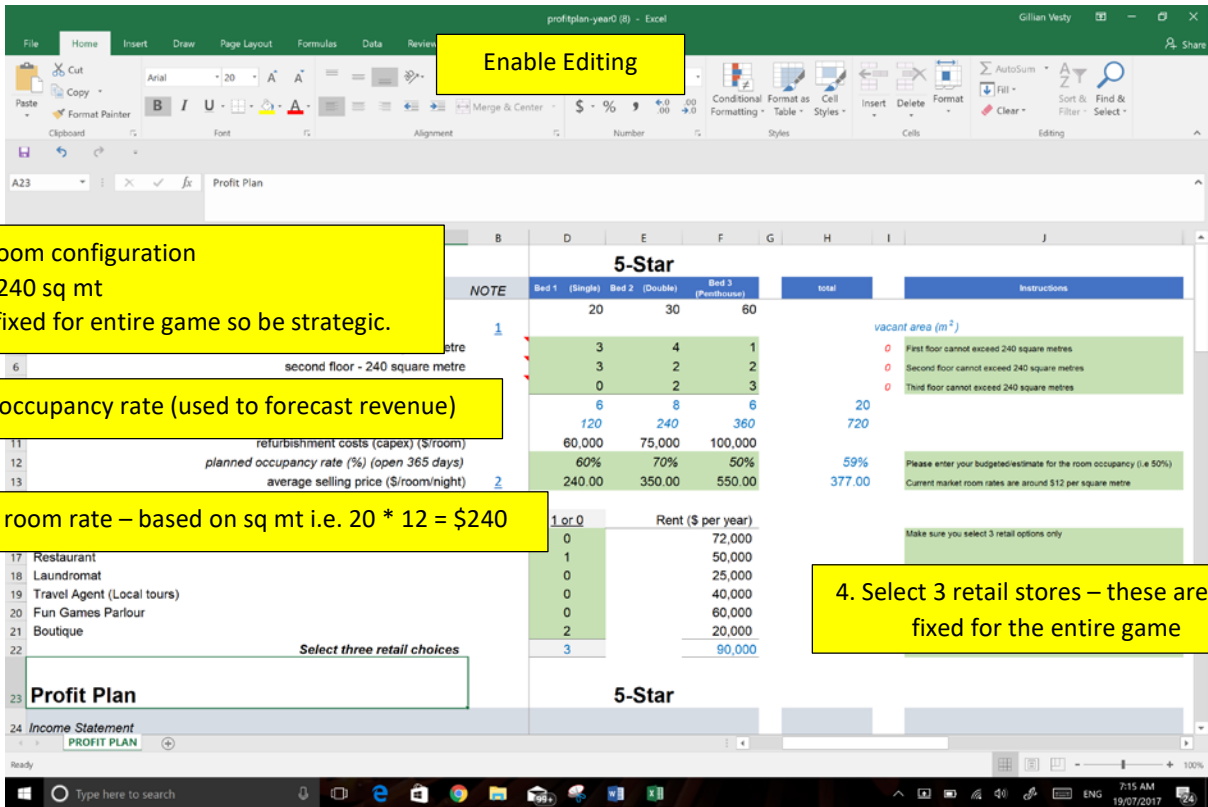 profitplan-year0 (8) - Excel
Gillian Vesty
File Home Insert Draw Page Layout Formulas Data Review
Share
Enable Editing
Cut
Copy
Format Painter
Paste
Arial
20
B I U
Merge & Center
$ - % 
Conditional Formatting
Format as Table
Cell Styles
Insert Delete Format
AutoSum
Fill
Clear
Sort & Filter
Find & Select
Clipboard Font Alignment Number Styles Cells Editing
A23 fx Profit Plan
B D E F G H I J
room configuration
240 sq mt
fixed for entire game so be strategic.
5-Star
NOTE Bed 1 (Single) Bed 2 (Double) Bed 3 (Penthouse) total Instructions
20 30 60
1 vacant area (m²)
etre 3 4 1 0 First floor cannot exceed 240 square metres
6 second floor - 240 square metre 3 2 2 0 Second floor cannot exceed 240 square metres
0 2 3 0 Third floor cannot exceed 240 square metres
occupancy rate (used to forecast revenue)
6 8 6 20
120 240 360 720
11 refurbishment costs (capex) ($/room) 60,000 75,000 100,000
12 planned occupancy rate (%) (open 365 days) 60% 70% 50% 59% Please enter your budgeted/estimate for the room occupancy (i.e 50%)
13 average selling price ($/room/night) 2 240.00 350.00 550.00 377.00 Current market room rates are around $12 per square metre
room rate – based on sq mt i.e. 20 * 12 = $240
1 or 0 Rent ($ per year)
0 72,000 Make sure you select 3 retail options only
17 Restaurant 1 50,000
18 Laundromat 0 25,000
19 Travel Agent (Local tours) 0 40,000
20 Fun Games Parlour 0 60,000
21 Boutique 2 20,000
22 Select three retail choices 3 90,000
4. Select 3 retail stores – these are
fixed for the entire game
23 Profit Plan 5-Star
24 Income Statement
PROFIT PLAN
Ready
100%
Type here to search
99+
ENG
7:15 AM
19/07/2017
24